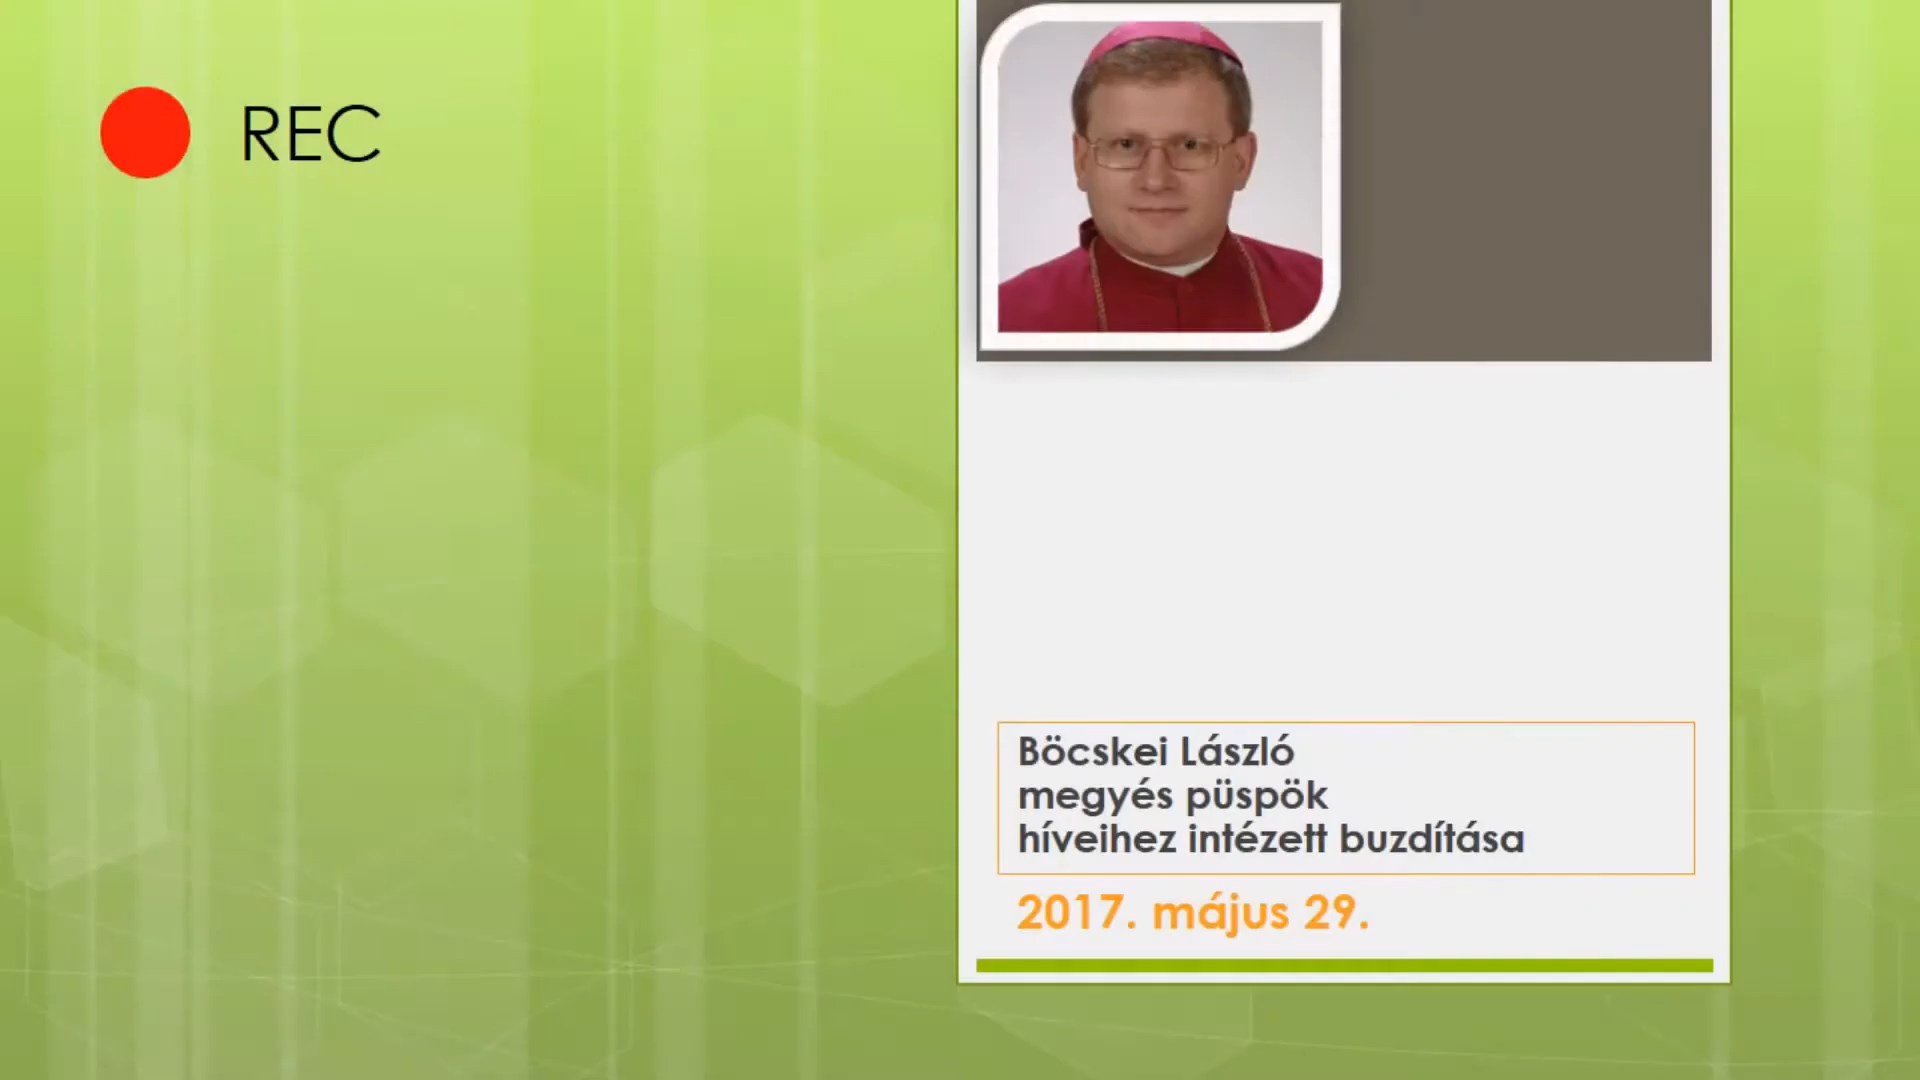 REC
Böcskei László
megyés püspök
híveihez intézett buzdítása
2017. május 29.